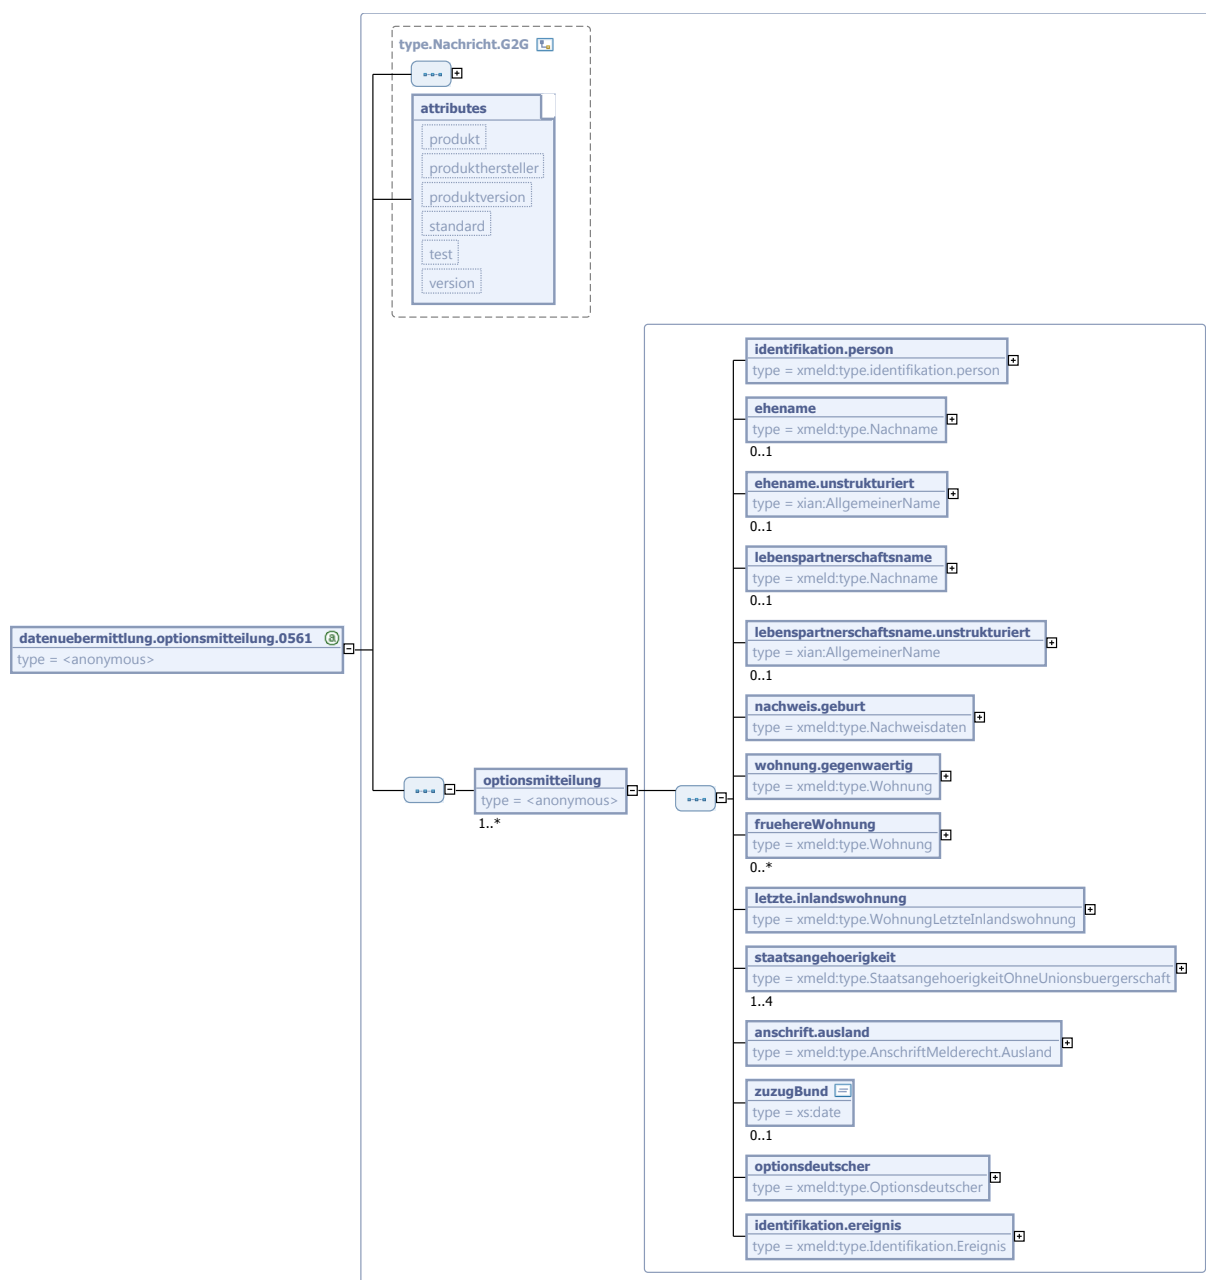 type.Nachricht.G2G
attributes
produkt
produkthersteller
produktversion
standard
test
version
datenuebermittlung.optionsmitteilung.0561
type = <anonymous>
optionsmitteilung
type = <anonymous>
1..*
identifikation.person
type = xmeld:type.identifikation.person
ehename
type = xmeld:type.Nachname
0..1
ehename.unstrukturiert
type = xian:AllgemeinerName
0..1
lebenspartnerschaftsname
type = xmeld:type.Nachname
0..1
lebenspartnerschaftsname.unstrukturiert
type = xian:AllgemeinerName
0..1
nachweis.geburt
type = xmeld:type.Nachweisdaten
wohnung.gegenwaertig
type = xmeld:type.Wohnung
fruehereWohnung
type = xmeld:type.Wohnung
0..*
letzte.inlandswohnung
type = xmeld:type.WohnungLetzteInlandswohnung
staatsangehoerigkeit
type = xmeld:type.StaatsangehoerigkeitOhneUnionsbuergerschaft
1..4
anschrift.ausland
type = xmeld:type.AnschriftMelderecht.Ausland
zuzugBund
type = xs:date
0..1
optionsdeutscher
type = xmeld:type.Optionsdeutscher
identifikation.ereignis
type = xmeld:type.Identifikation.Ereignis